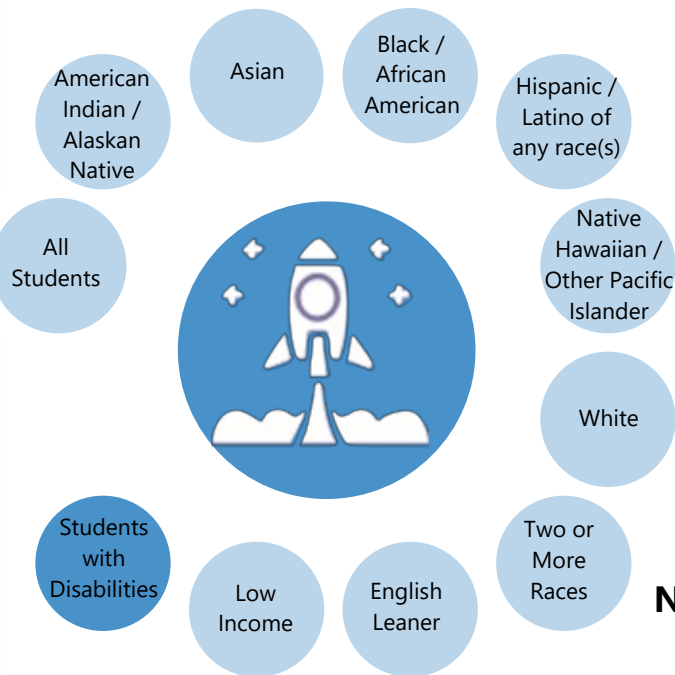 American
Indian /
Alaskan
Native
Asian
Black /
African
American
Hispanic /
Latino of
any race(s)
Native
Hawaiian /
Other Pacific
Islander
White
Two or
More
Races
English
Leaner
Low
Income
Students
with
Disabilities
All
Students
N